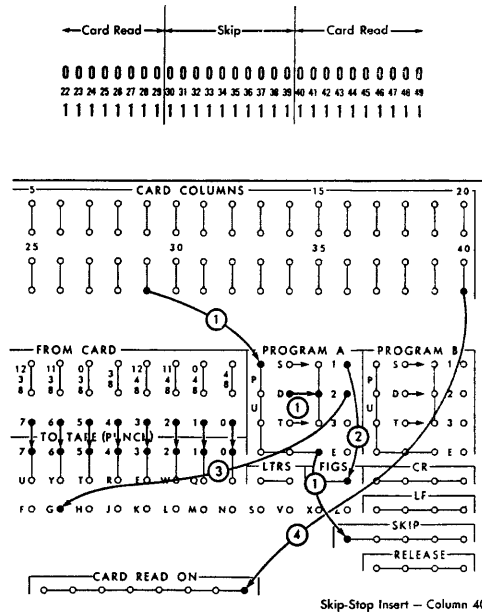 Card Read Skip Card Read
0 0 0 0 0 0 0 0 0 0 0 0 0 0 0 0 0 0 0 0 0 0 0 0 0 0 0 0
22 23 24 25 26 27 28 29 30 31 32 33 34 35 36 37 38 39 40 41 42 43 44 45 46 47 48 49
1 1 1 1 1 1 1 1 1 1 1 1 1 1 1 1 1 1 1 1 1 1 1 1 1 1 1 1
5 CARD COLUMNS 15 20
25 30 35 40
1
FROM CARD PROGRAM A PROGRAM B
12 11 0 12 11 0
3 3 3 4 4 4 3 4
8 8 8 8 8 8 8 8
P U S D T 1 2 3 E
P U S D T 1 2 3 E
1
2
7 6 5 4 3 2 1 0
TO TAPE (PUNCH)
7 6 5 4 3 2 1 0
3
LTRS FIGS CR
U Y T R E W Q
1
LF
F G H J K L M N S V X Z
SKIP
4
RELEASE
CARD READ ON
Skip-Stop Insert – Column 40